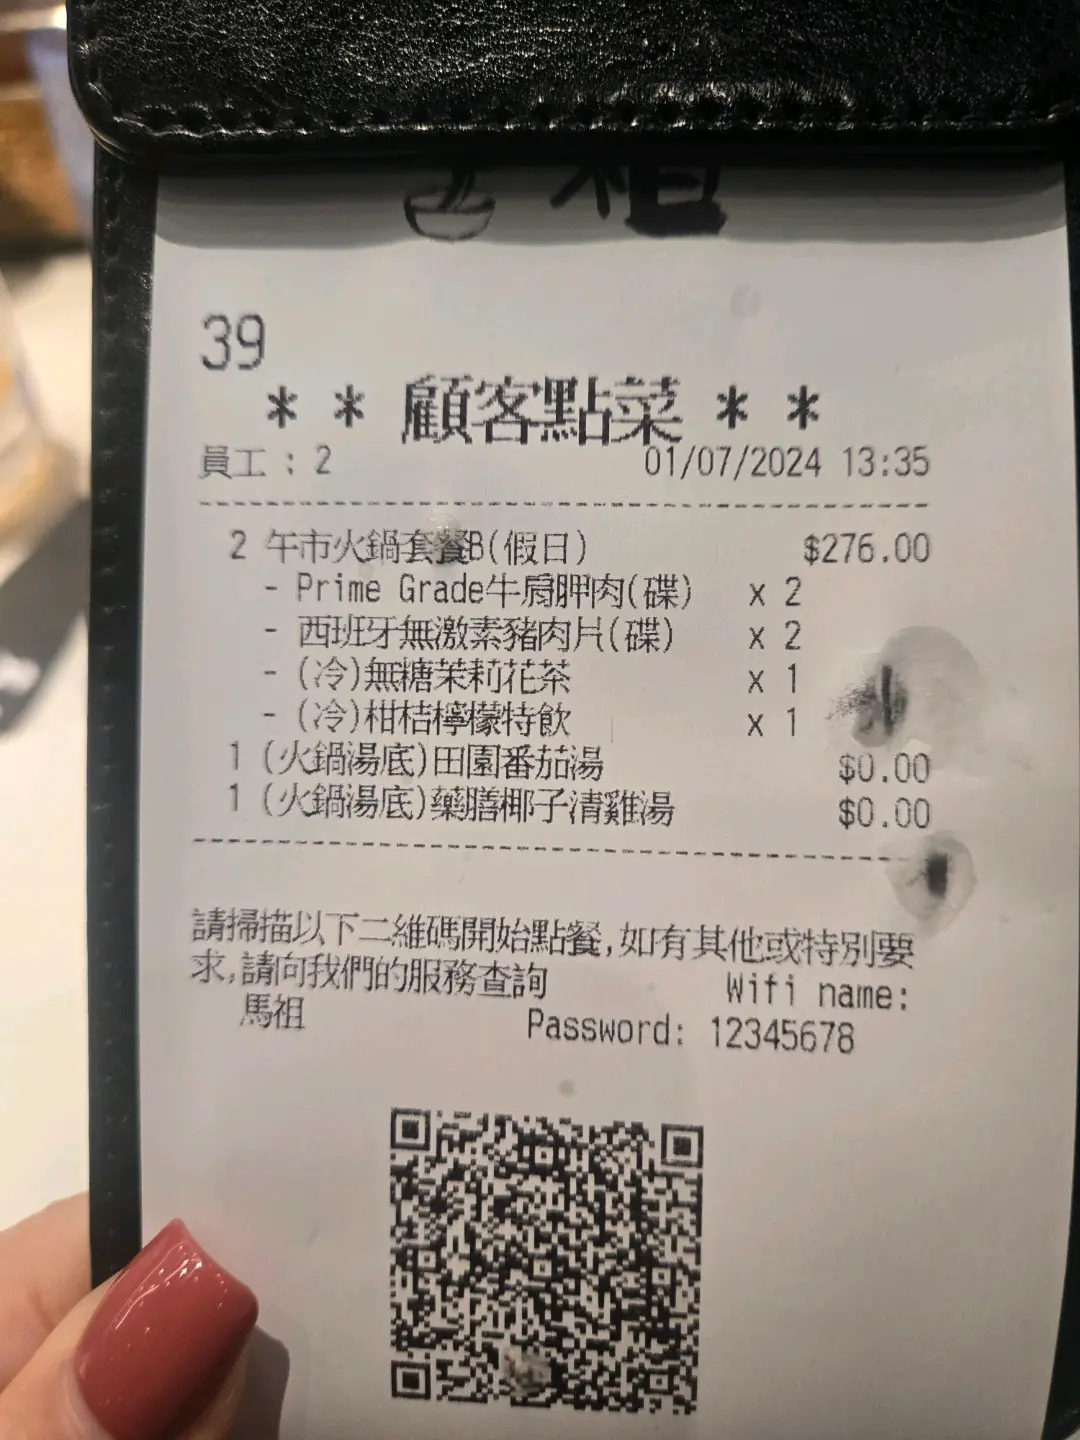 39
** 顧客點菜 **
員工 : 2 01/07/2024 13:35
2 午市火鍋套餐B(假日) $276.00
- Prime Grade牛肩胛肉(碟) x 2
- 西班牙無激素豬肉片(碟) x 2
- (冷)無糖茉莉花茶 x 1
- (冷)柑桔檸檬特飲 x 1
1 (火鍋湯底)田園番茄湯 $0.00
1 (火鍋湯底)藥膳椰子清雞湯 $0.00
請掃描以下二維碼開始點餐,如有其他或特別要
求,請向我們的服務查詢 Wifi name:
馬祖 Password: 12345678